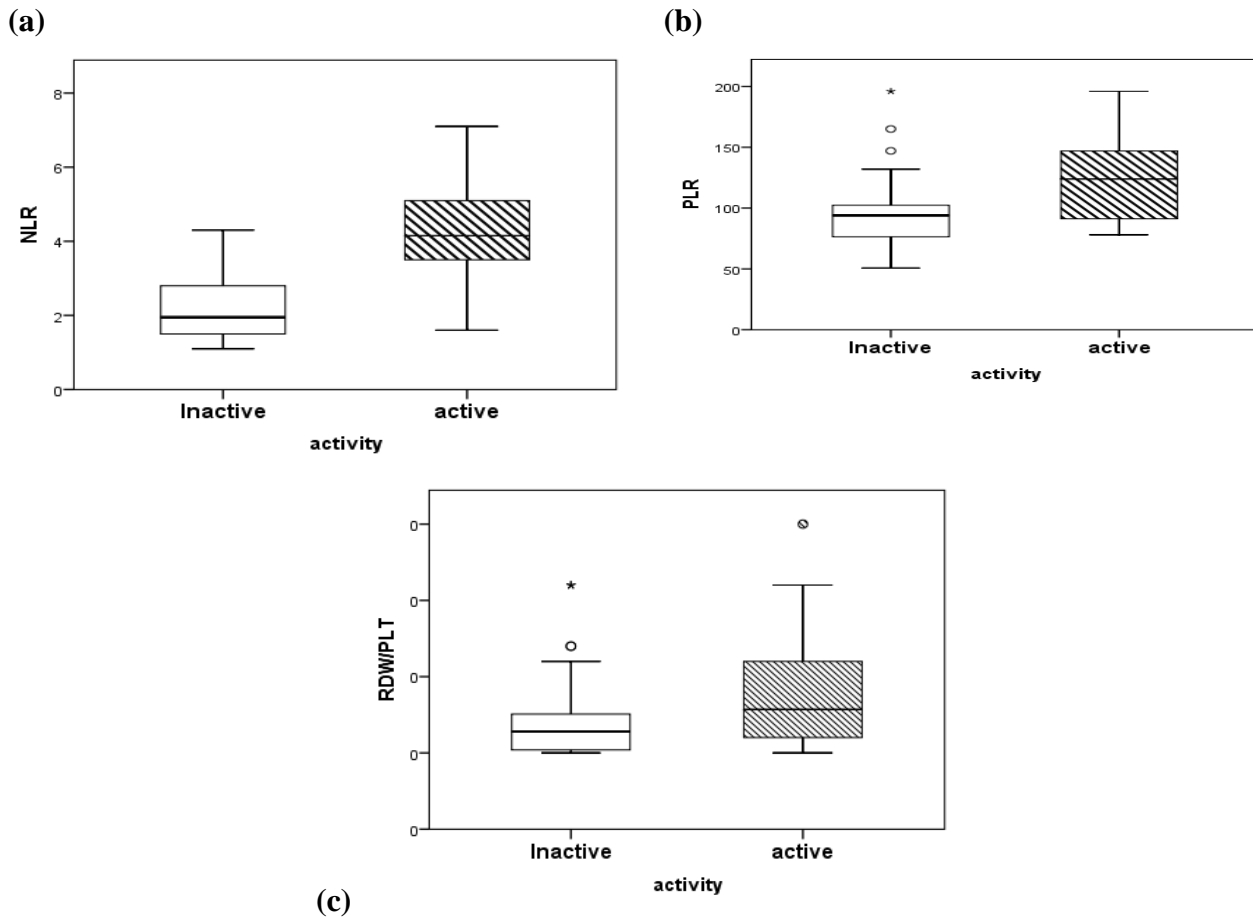 (a)
8
6
4
2
0
NLR
Inactive active
activity
(b)
200
150
100
50
0
PLR
Inactive active
activity
0
0
0
0
0
RDW/PLT
Inactive active
activity
(c)